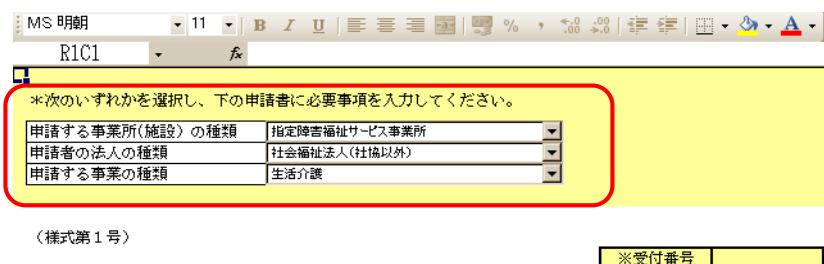 MS 明朝 11 B I U % , .0 .00
R1C1 fx
*次のいずれかを選択し、下の申請書に必要事項を入力してください。
申請する事業所(施設)の種類 指定障害福祉サービス事業所
申請者の法人の種類 社会福祉法人(社協以外)
申請する事業の種類 生活介護
(様式第1号)
※受付番号